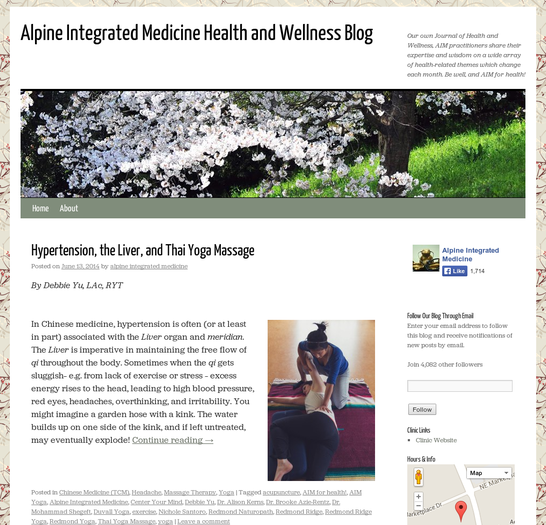 Alpine Integrated Medicine Health and Wellness Blog
Our own Journal of Health and
Wellness, AIM practitioners share their
expertise and wisdom on a wide array
of health-related themes which change
each month. Be well, and AIM for health!
Home About
Hypertension, the Liver, and Thai Yoga Massage
Posted on June 13, 2014 by alpine integrated medicine
By Debbie Yu, LAc, RYT
In Chinese medicine, hypertension is often (or at least
in part) associated with the Liver organ and meridian.
The Liver is imperative in maintaining the free flow of
qi throughout the body. Sometimes when the qi gets
sluggish– e.g. from lack of exercise or stress – excess
energy rises to the head, leading to high blood pressure,
red eyes, headaches, overthinking, and irritability. You
might imagine a garden hose with a kink. The water
builds up on one side of the kink, and if left untreated,
may eventually explode! Continue reading →
Posted in Chinese Medicine (TCM), Headache, Massage Therapy, Yoga | Tagged acupuncture, AIM for health!, AIM
Yoga, Alpine Integrated Medicine, Center Your Mind, Debbie Yu, Dr. Alison Kerns, Dr. Brooke Azie-Rentz, Dr.
Mohammad Shegeft, Duvall Yoga, exercise, Nichole Santoro, Redmond Naturopath, Redmond Ridge, Redmond Ridge
Yoga, Redmond Yoga, Thai Yoga Massage, yoga | Leave a comment
Alpine Integrated
Medicine
Like 1,714
Follow Our Blog Through Email
Enter your email address to follow
this blog and receive notifications of
new posts by email.
Join 4,082 other followers
Follow
Clinic Links
Clinic Website
Hours & Info
Map
NE Marke
arketplace Dr